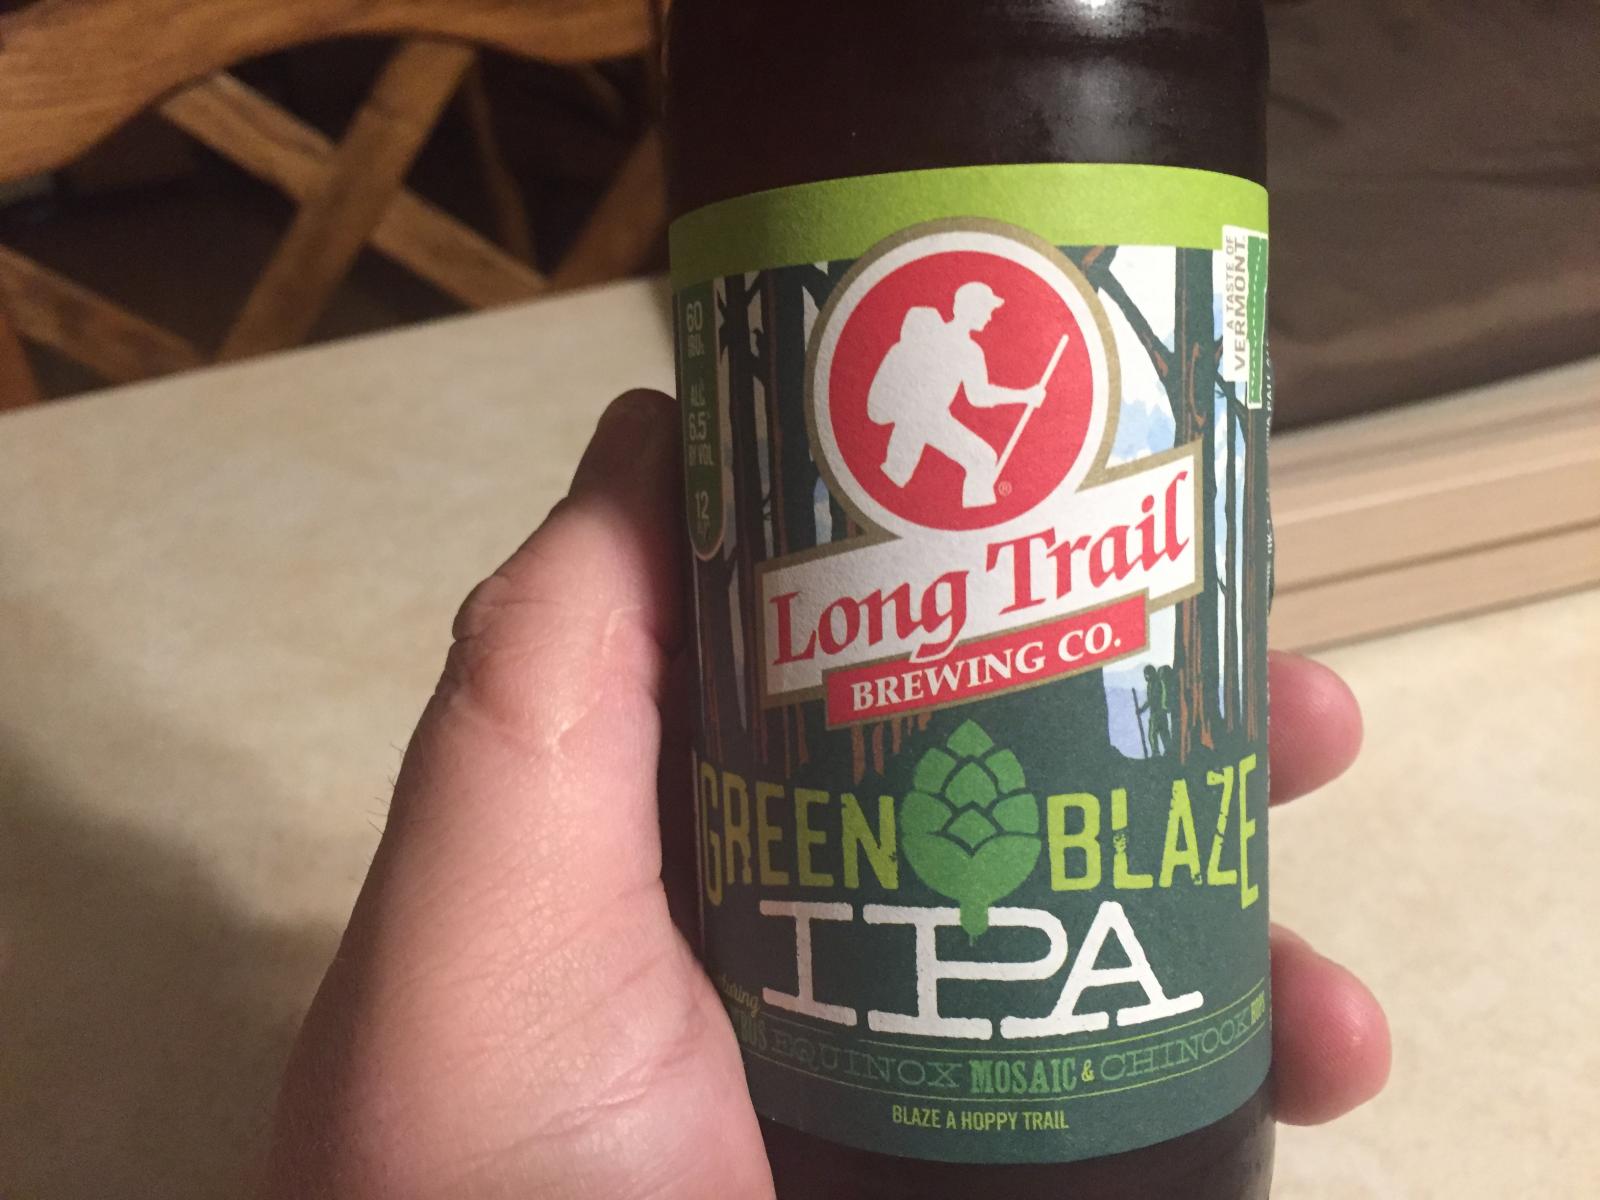 60
IBUs
ALC.
6.5%
BY VOL
12
A TASTE OF
VERMONT
®
Long Trail
BREWING CO.
GREEN BLAZE
IPA
EQUINOX MOSAIC & CHINOOK
BLAZE A HOPPY TRAIL